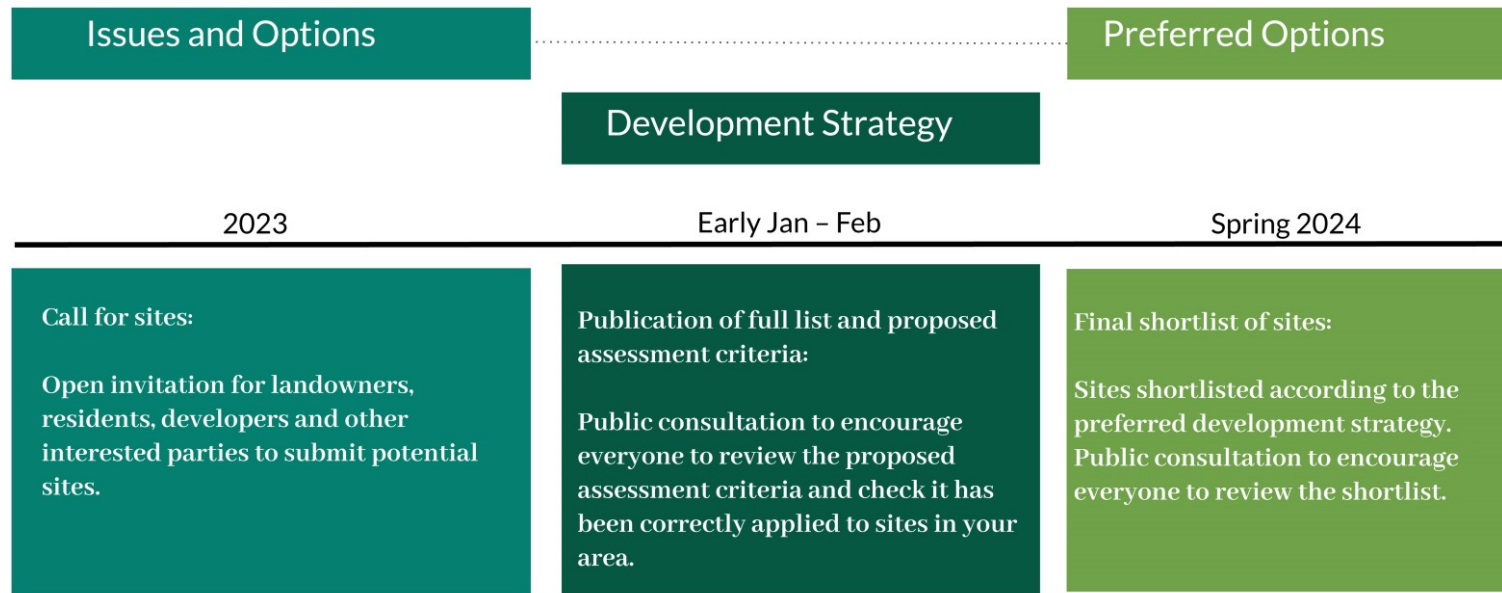 Issues and Options
Preferred Options
Development Strategy
2023
Early Jan – Feb
Spring 2024
Call for sites:
Open invitation for landowners,
residents, developers and other
interested parties to submit potential
sites.
Publication of full list and proposed
assessment criteria:
Public consultation to encourage
everyone to review the proposed
assessment criteria and check it has
been correctly applied to sites in your
area.
Final shortlist of sites:
Sites shortlisted according to the
preferred development strategy.
Public consultation to encourage
everyone to review the shortlist.